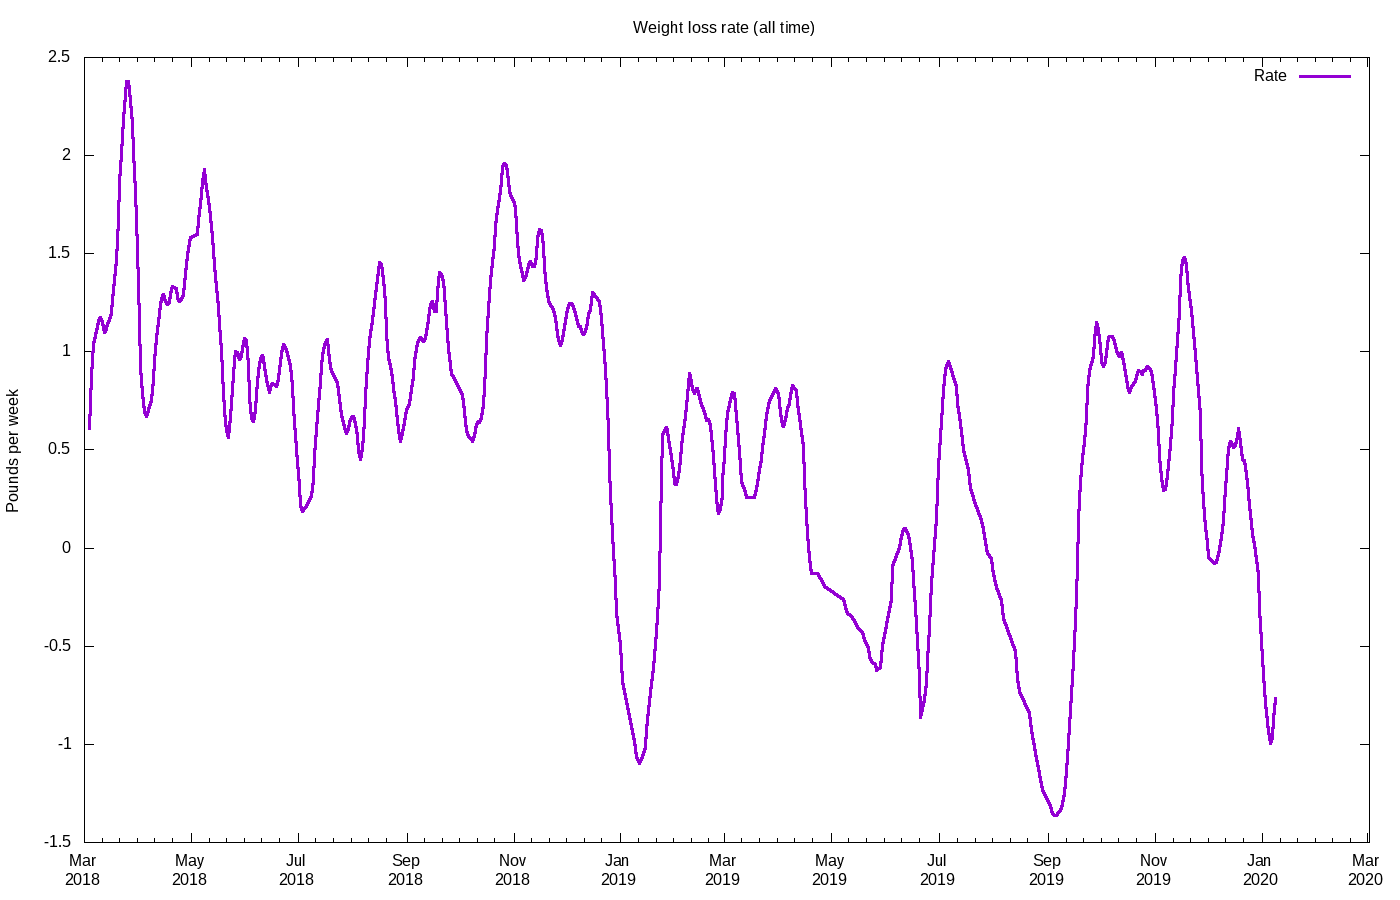 Weight loss rate (all time)
Rate
Pounds per week
2.5
2
1.5
1
0.5
0
-0.5
-1
-1.5
Mar May Jul Sep Nov Jan Mar May Jul Sep Nov Jan Mar
2018 2018 2018 2018 2018 2019 2019 2019 2019 2019 2019 2020 2020